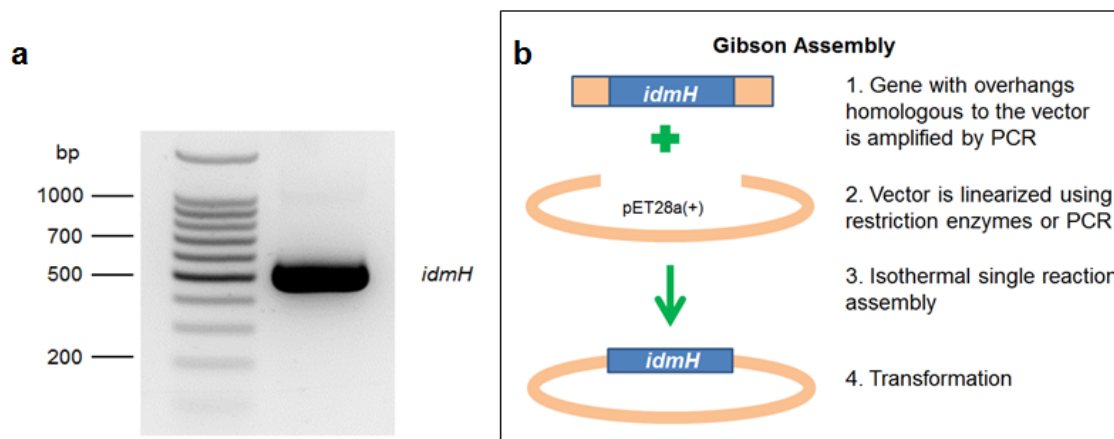 a
bp
1000
700
500
200
idmH
b
Gibson Assembly
idmH
pET28a(+)
idmH
1. Gene with overhangs
homologous to the vector
is amplified by PCR
2. Vector is linearized using
restriction enzymes or PCR
3. Isothermal single reaction
assembly
4. Transformation